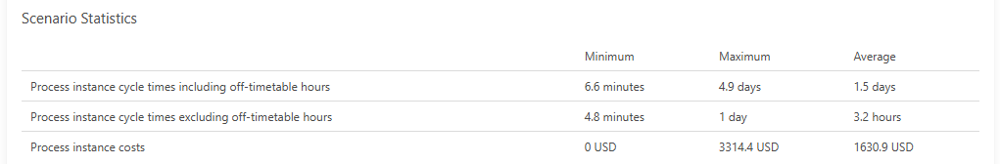 Scenario Statistics
Minimum Maximum Average
Process instance cycle times including off-timetable hours 6.6 minutes 4.9 days 1.5 days
Process instance cycle times excluding off-timetable hours 4.8 minutes 1 day 3.2 hours
Process instance costs 0 USD 3314.4 USD 1630.9 USD